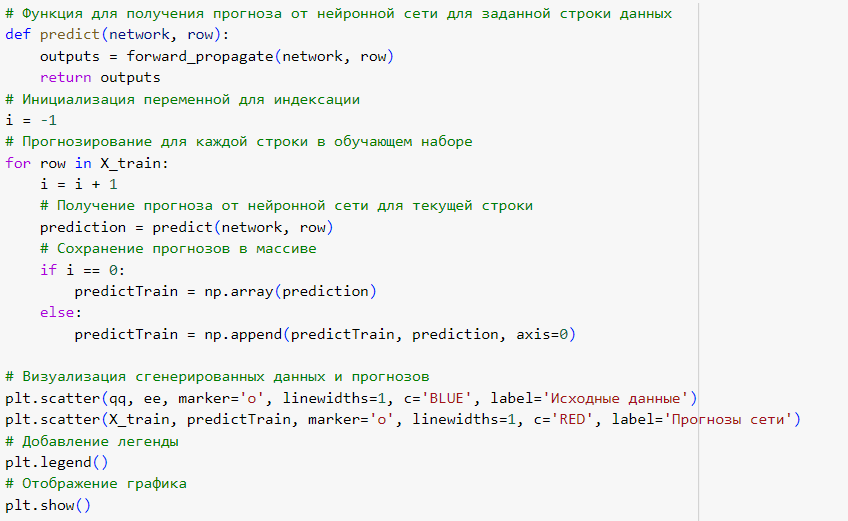 # Функция для получения прогноза от нейронной сети для заданной строки данных
def predict(network, row):
    outputs = forward_propagate(network, row)
    return outputs
# Инициализация переменной для индексации
i = -1
# Прогнозирование для каждой строки в обучающем наборе
for row in X_train:
    i = i + 1
    # Получение прогноза от нейронной сети для текущей строки
    prediction = predict(network, row)
    # Сохранение прогнозов в массиве
    if i == 0:
        predictTrain = np.array(prediction)
    else:
        predictTrain = np.append(predictTrain, prediction, axis=0)
# Визуализация сгенерированных данных и прогнозов
plt.scatter(qq, ee, marker='o', linewidths=1, c='BLUE', label='Исходные данные')
plt.scatter(X_train, predictTrain, marker='o', linewidths=1, c='RED', label='Прогнозы сети')
# Добавление легенды
plt.legend()
# Отображение графика
plt.show()